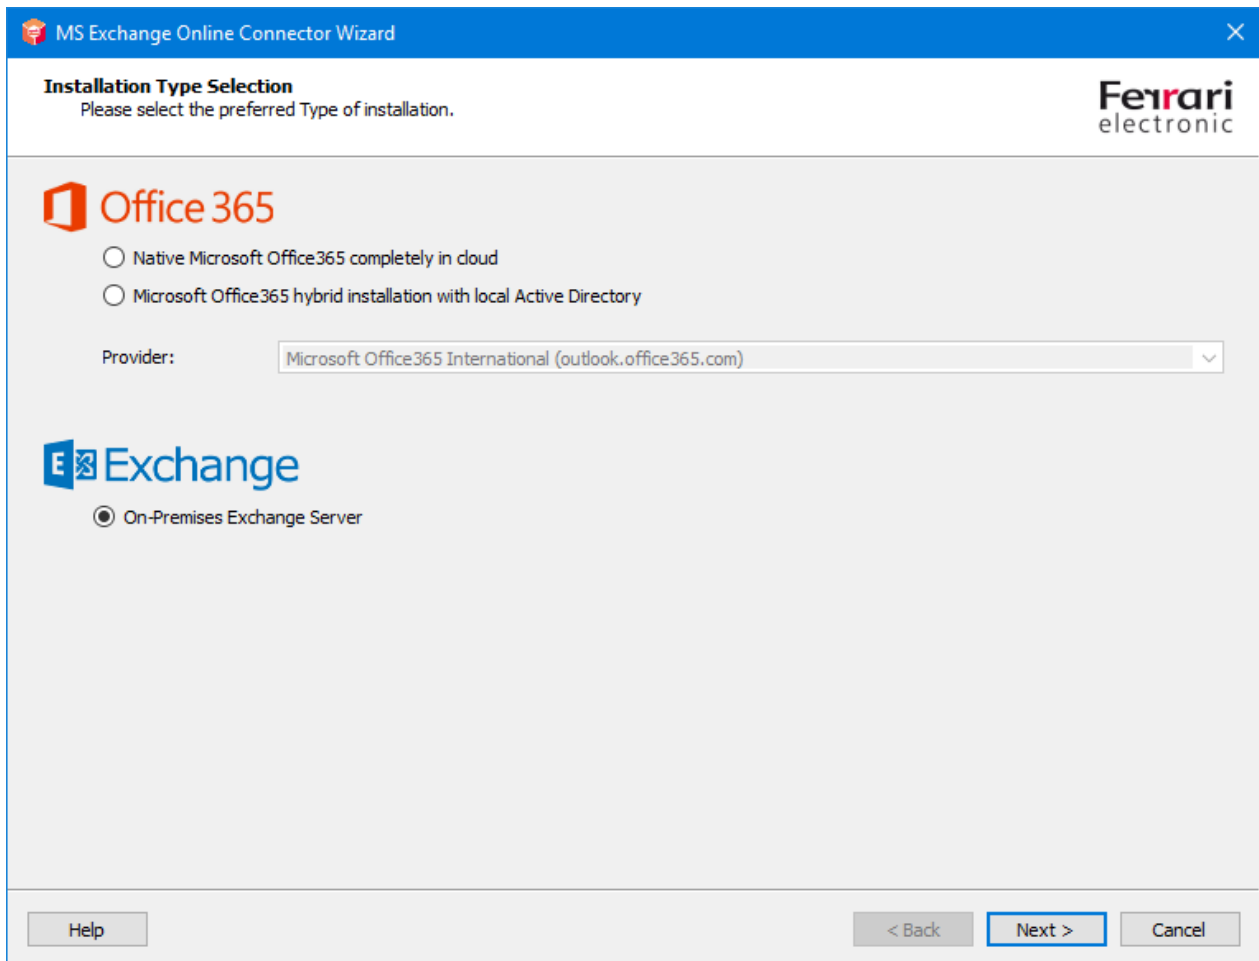 MS Exchange Online Connector Wizard
Installation Type Selection
Please select the preferred Type of installation.
Ferrari
electronic
Office 365
Native Microsoft Office365 completely in cloud
Microsoft Office365 hybrid installation with local Active Directory
Provider: Microsoft Office365 International (outlook.office365.com)
E Exchange
On-Premises Exchange Server
Help < Back Next > Cancel